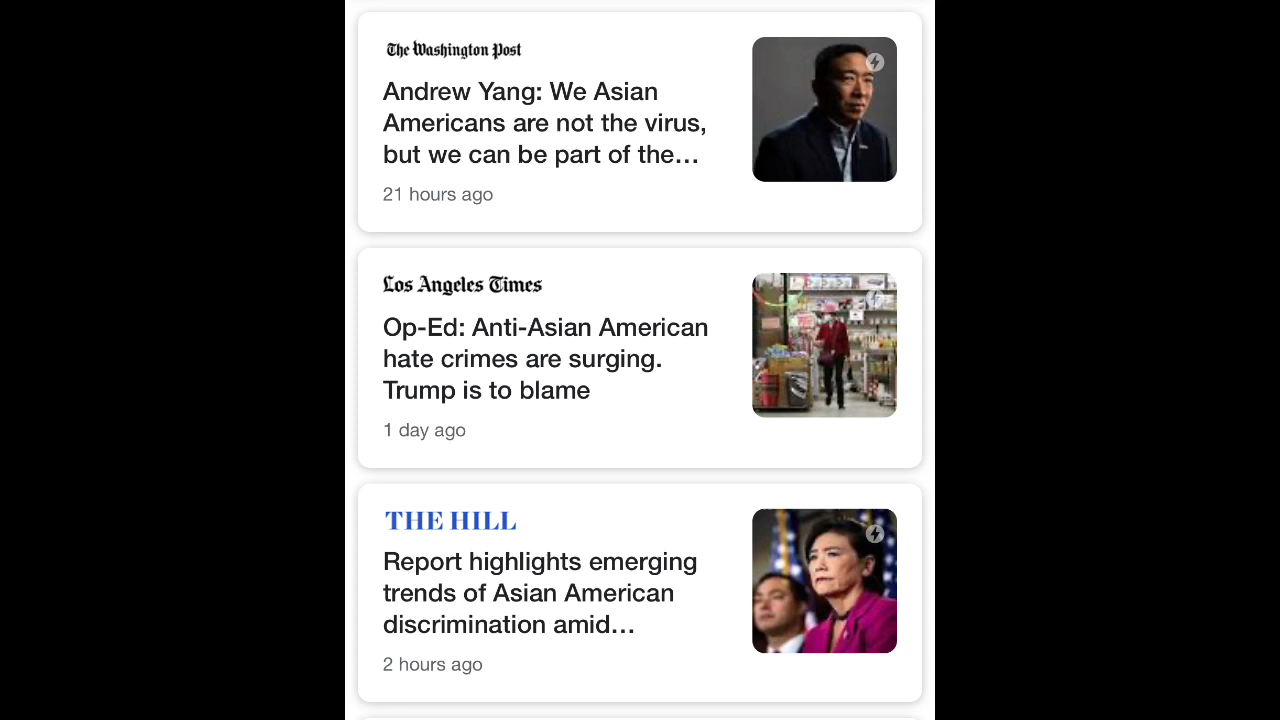 The Washington Post
Andrew Yang: We Asian
Americans are not the virus,
but we can be part of the...
21 hours ago
Los Angeles Times
Op-Ed: Anti-Asian American
hate crimes are surging.
Trump is to blame
1 day ago
THE HILL
Report highlights emerging
trends of Asian American
discrimination amid...
2 hours ago